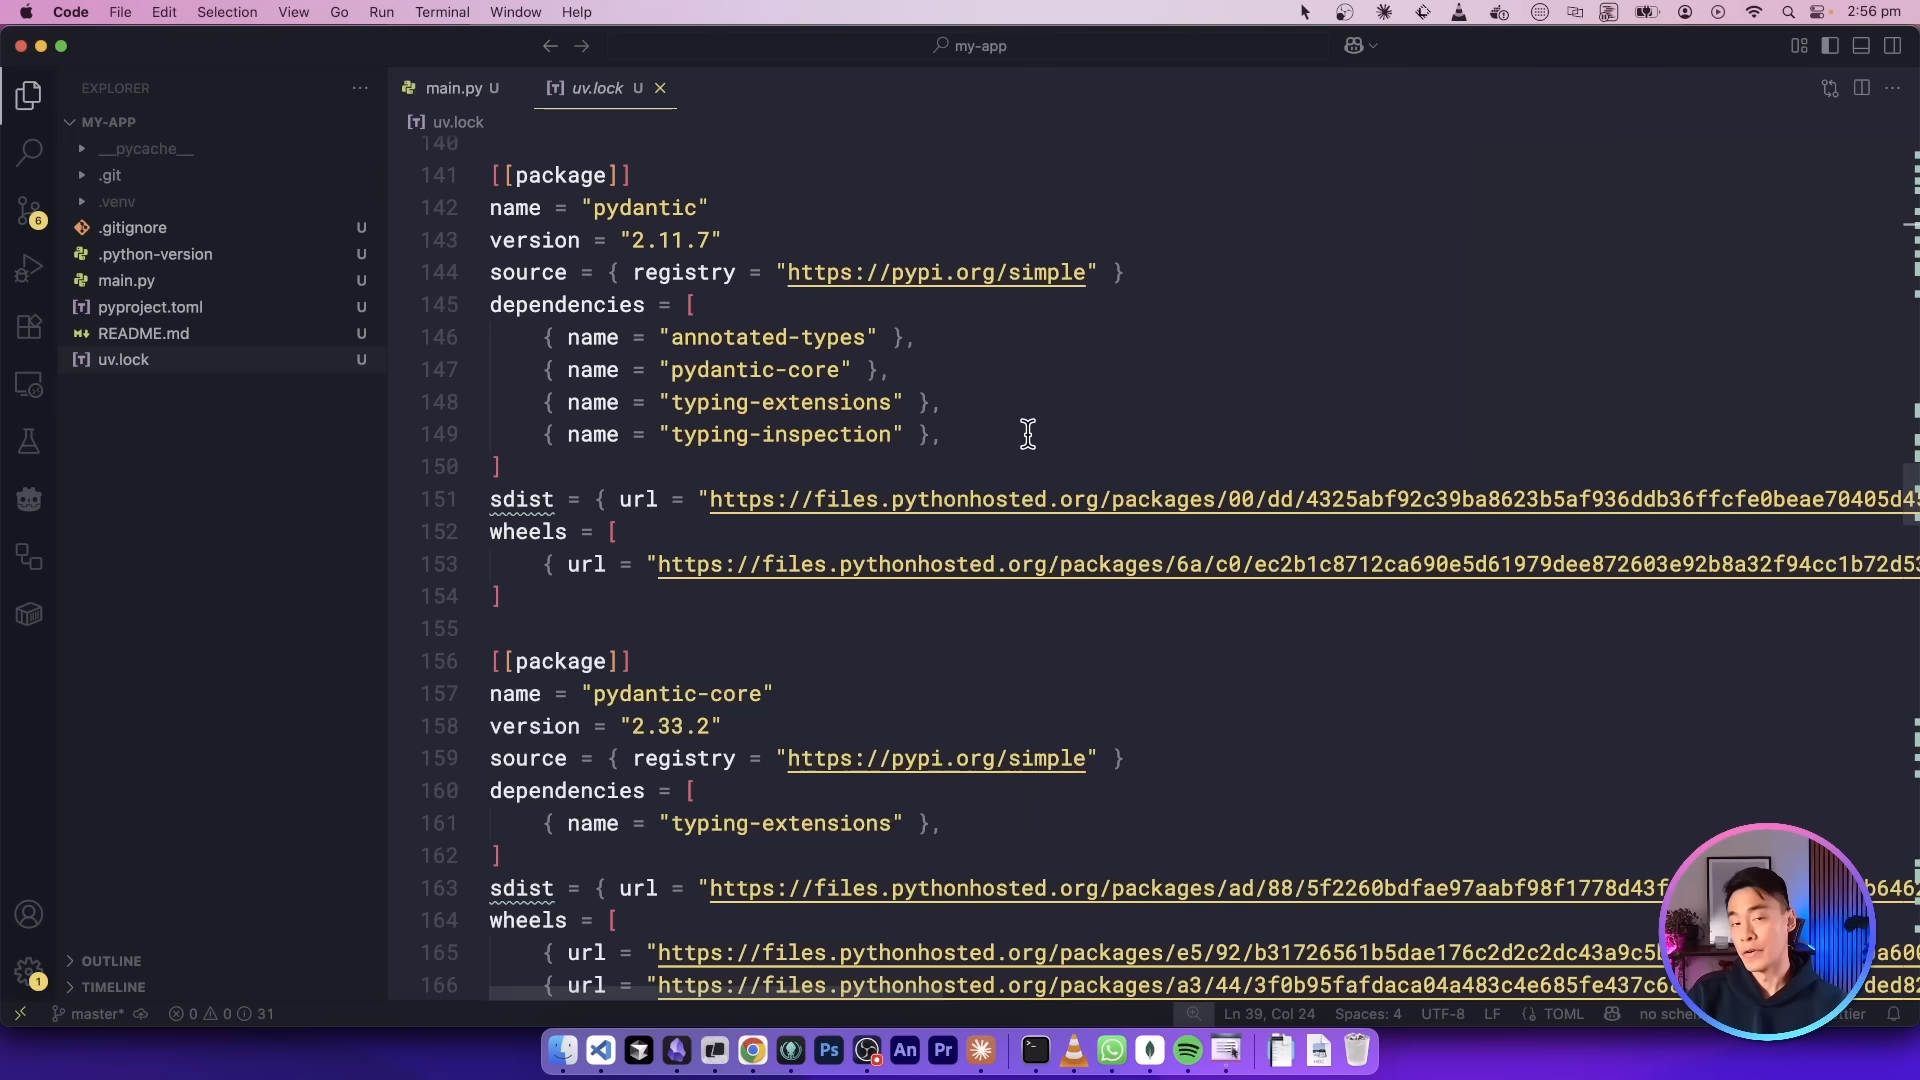 Code File Edit Selection View Go Run Terminal Window Help 2:56 pm
my-app
EXPLORER
MY-APP
__pycache__
.git
.venv
.gitignore U
.python-version U
main.py U
pyproject.toml U
README.md U
uv.lock U
6
1
OUTLINE
TIMELINE
main.py U
[T] uv.lock U
[T] uv.lock
140
141 [[package]]
142 name = "pydantic"
143 version = "2.11.7"
144 source = { registry = "https://pypi.org/simple" }
145 dependencies = [
146 { name = "annotated-types" },
147 { name = "pydantic-core" },
148 { name = "typing-extensions" },
149 { name = "typing-inspection" },
150 ]
151 sdist = { url = "https://files.pythonhosted.org/packages/00/dd/4325abf92c39ba8623b5af936ddb36ffcfe0beae70405d4
152 wheels = [
153 { url = "https://files.pythonhosted.org/packages/6a/c0/ec2b1c8712ca690e5d61979dee872603e92b8a32f94cc1b72d53
154 ]
155
156 [[package]]
157 name = "pydantic-core"
158 version = "2.33.2"
159 source = { registry = "https://pypi.org/simple" }
160 dependencies = [
161 { name = "typing-extensions" },
162 ]
163 sdist = { url = "https://files.pythonhosted.org/packages/ad/88/5f2260bdfae97aabf98f1778d43f
164 wheels = [
165 { url = "https://files.pythonhosted.org/packages/e5/92/b31726561b5dae176c2d2c2dc43a9c5
166 { url = "https://files.pythonhosted.org/packages/a3/44/3f0b95fafdaca04a483c4e685fe437c6
master* 0 0 31 Ln 39, Col 24 Spaces: 4 UTF-8 LF {} TOML
Ps An Pr